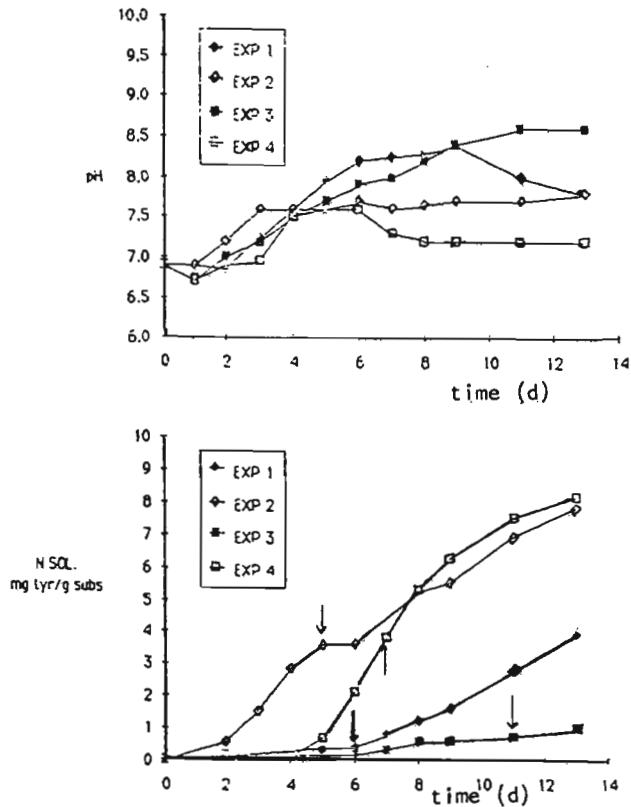 10.0
9.5
9.0
8.5
8.0
pH
7.5
7.0
6.5
6.0
EXP 1
EXP 2
EXP 3
EXP 4
0 2 4 6 8 10 12 14
time (d)
10
9
8
7
6
5
4
3
2
1
0
N SOL.
mg tyr/g subs
EXP 1
EXP 2
EXP 3
EXP 4
0 2 4 6 8 10 12 14
time (d)